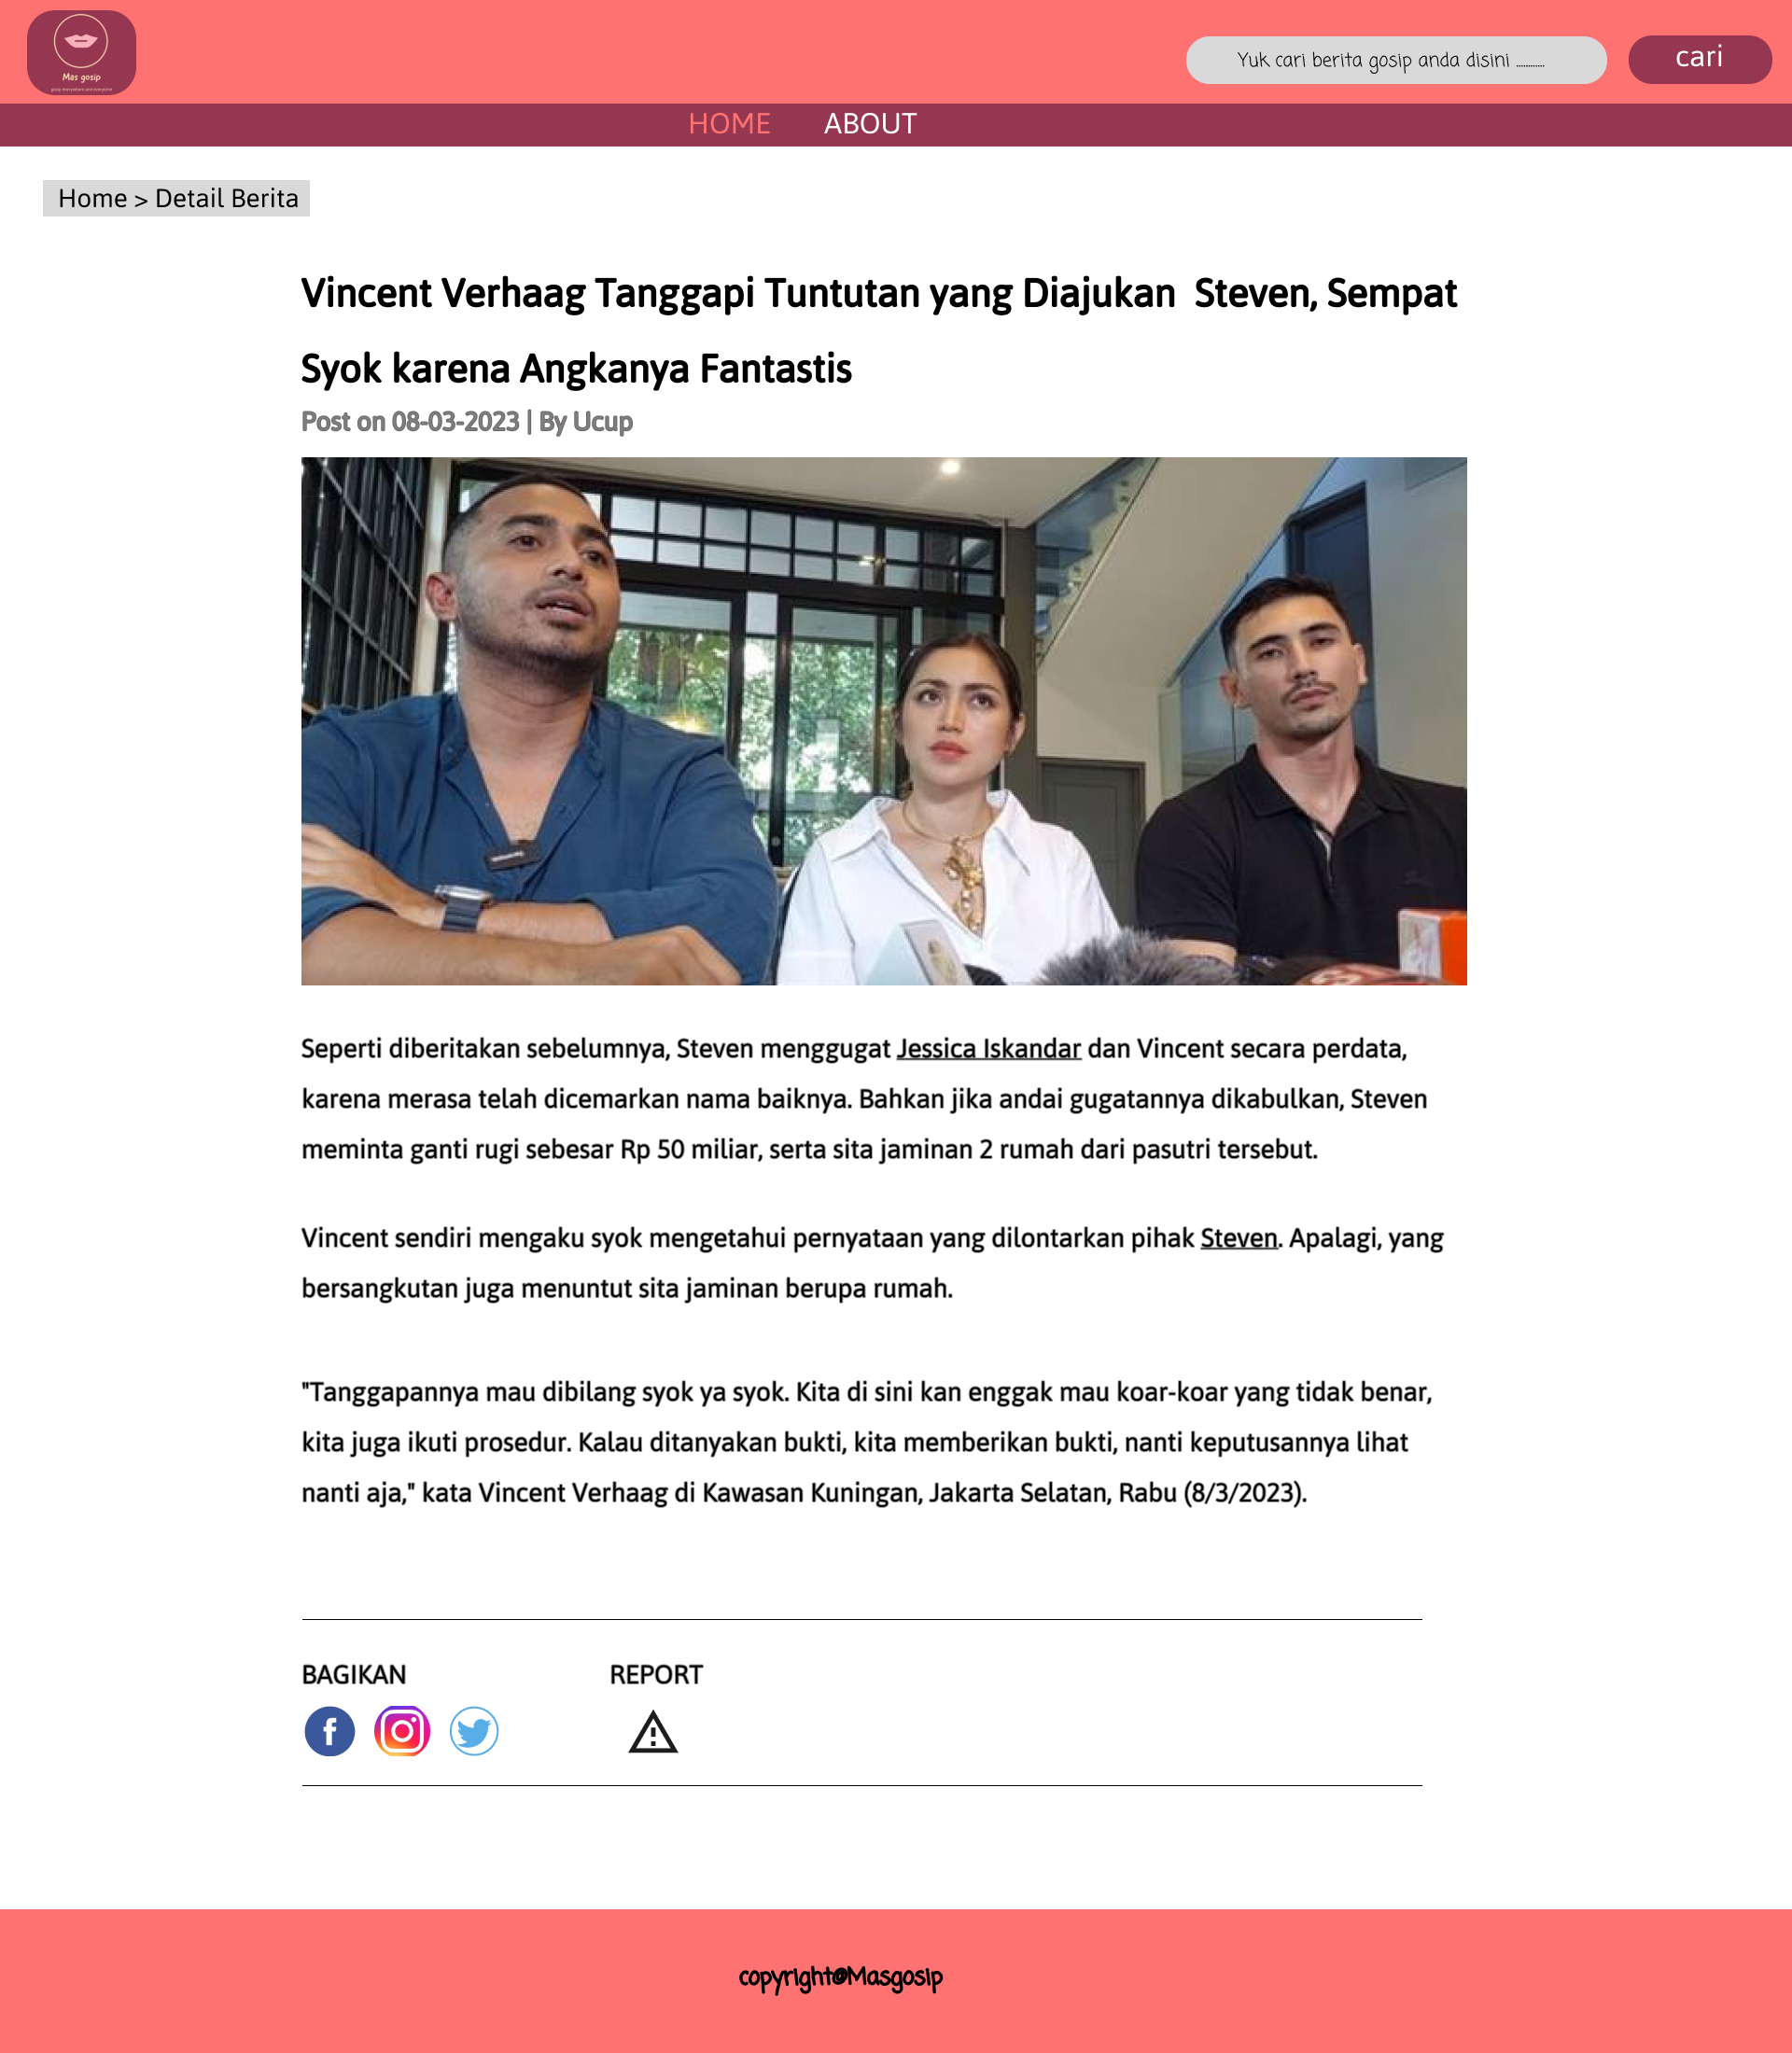 Mas gosip
Yuk cari berita gosip anda disini ............
cari
HOME ABOUT
Home > Detail Berita
Vincent Verhaag Tanggapi Tuntutan yang Diajukan Steven, Sempat
Syok karena Angkanya Fantastis
Post on 08-03-2023 | By Ucup
Seperti diberitakan sebelumnya, Steven menggugat Jessica Iskandar dan Vincent secara perdata,
karena merasa telah dicemarkan nama baiknya. Bahkan jika andai gugatannya dikabulkan, Steven
meminta ganti rugi sebesar Rp 50 miliar, serta sita jaminan 2 rumah dari pasutri tersebut.
Vincent sendiri mengaku syok mengetahui pernyataan yang dilontarkan pihak Steven. Apalagi, yang
bersangkutan juga menuntut sita jaminan berupa rumah.
"Tanggapannya mau dibilang syok ya syok. Kita di sini kan enggak mau koar-koar yang tidak benar,
kita juga ikuti prosedur. Kalau ditanyakan bukti, kita memberikan bukti, nanti keputusannya lihat
nanti aja," kata Vincent Verhaag di Kawasan Kuningan, Jakarta Selatan, Rabu (8/3/2023).
BAGIKAN REPORT
copyright@Masgosip